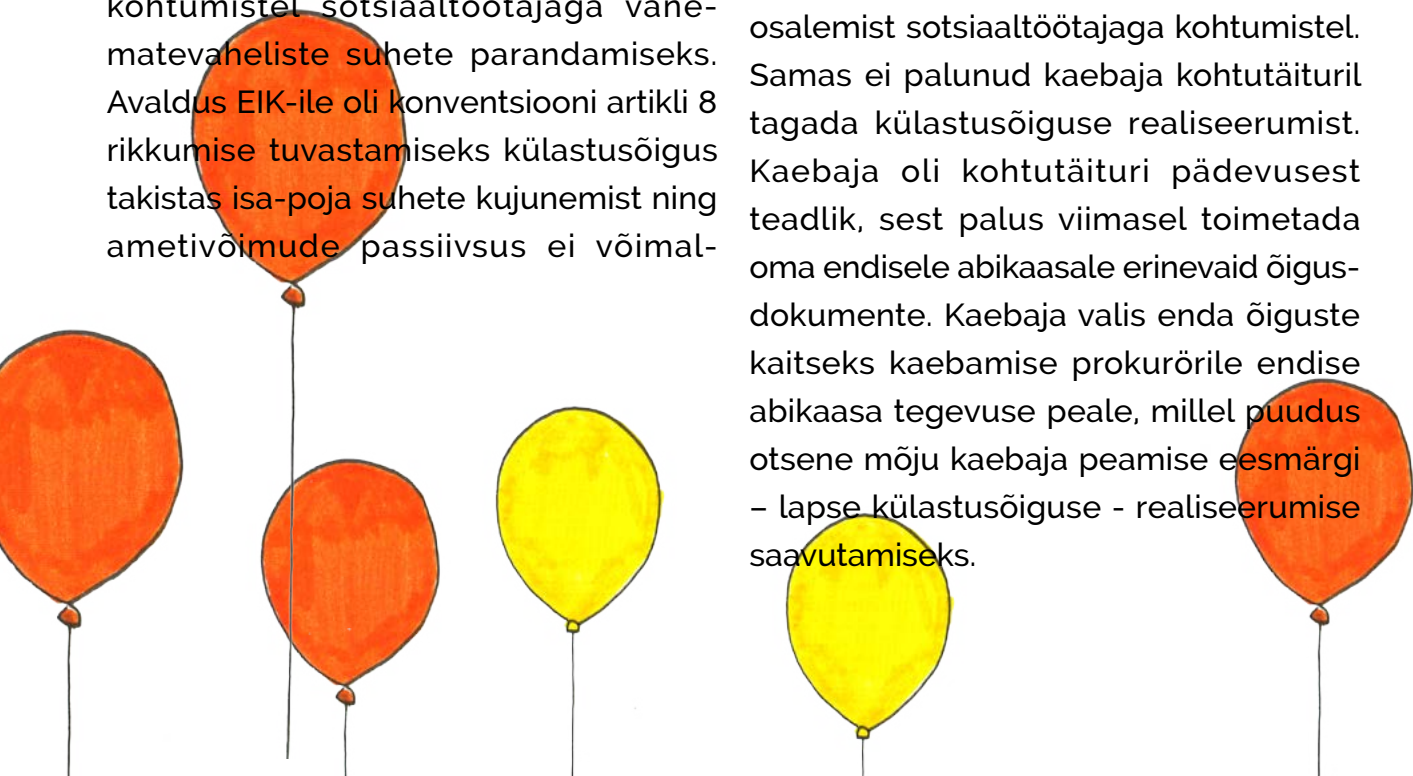 kohtumistel sotsiaaltöötajaga vane-
matevaheliste suhete parandamiseks.
Avaldus EIK-ile oli konventsiooni artikli 8
rikkumise tuvastamiseks külastusõigus
takistas isa-poja suhete kujunemist ning
ametivõimude passiivsus ei võimal-
osalemist sotsiaaltöötajaga kohtumistel.
Samas ei palunud kaebaja kohtutäituril
tagada külastusõiguse realiseerumist.
Kaebaja oli kohtutäituri pädevusest
teadlik, sest palus viimasel toimetada
oma endisele abikaasale erinevaid õigus-
dokumente. Kaebaja valis enda õiguste
kaitseks kaebamise prokurörile endise
abikaasa tegevuse peale, millel puudus
otsene mõju kaebaja peamise eesmärgi
– lapse külastusõiguse - realiseerumise
saavutamiseks.